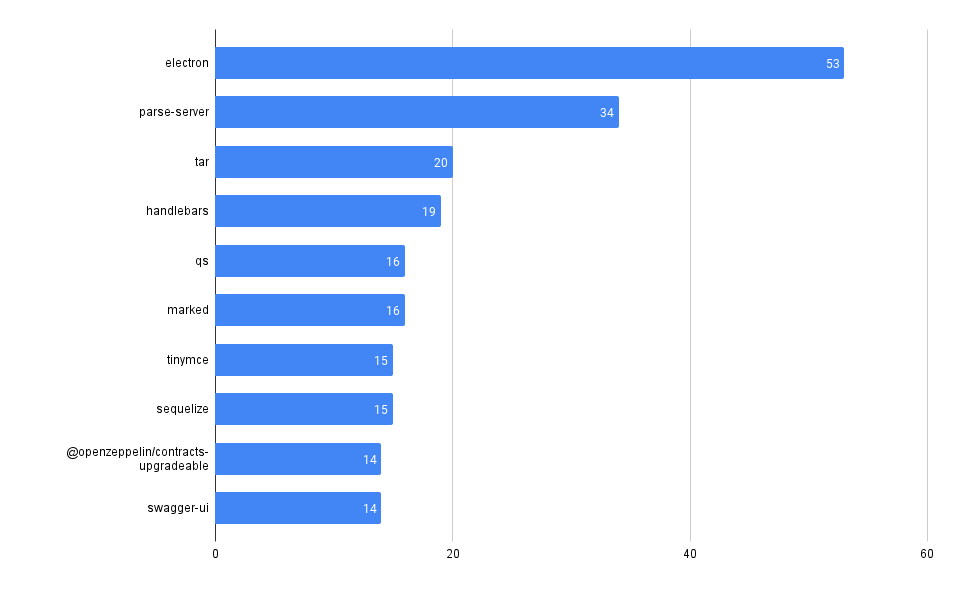 electron
53
parse-server
34
tar
20
handlebars
19
qs
16
marked
16
tinymce
15
sequelize
15
@openzeppelin/contracts-
upgradeable
14
swagger-ui
14
0
20
40
60